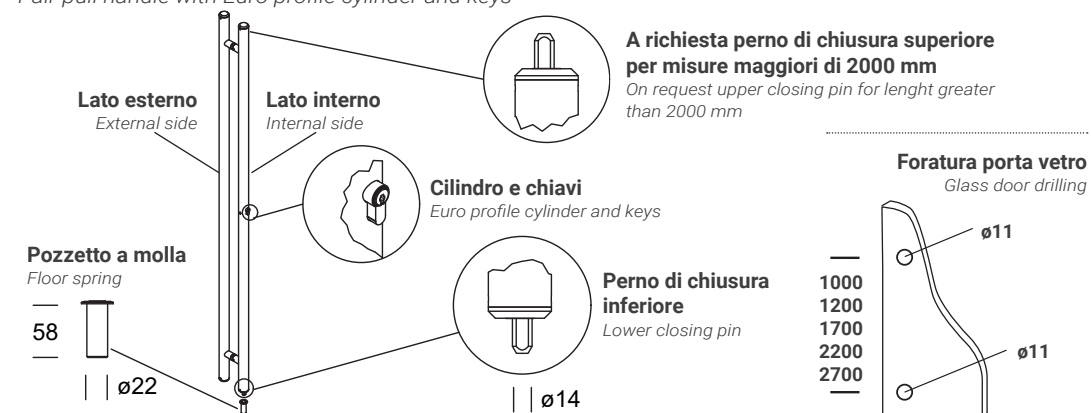 Pair pull handle with Euro profile cylinder and keys
A richiesta perno di chiusura superiore
per misure maggiori di 2000 mm
On request upper closing pin for lenght greater
than 2000 mm
Lato esterno
External side
Lato interno
Internal side
Foratura porta vetro
Glass door drilling
Cilindro e chiavi
Euro profile cylinder and keys
ø11
Pozzetto a molla
Floor spring
58
ø22
Perno di chiusura
inferiore
Lower closing pin
ø14
1000
1200
1700
2200
2700
ø11